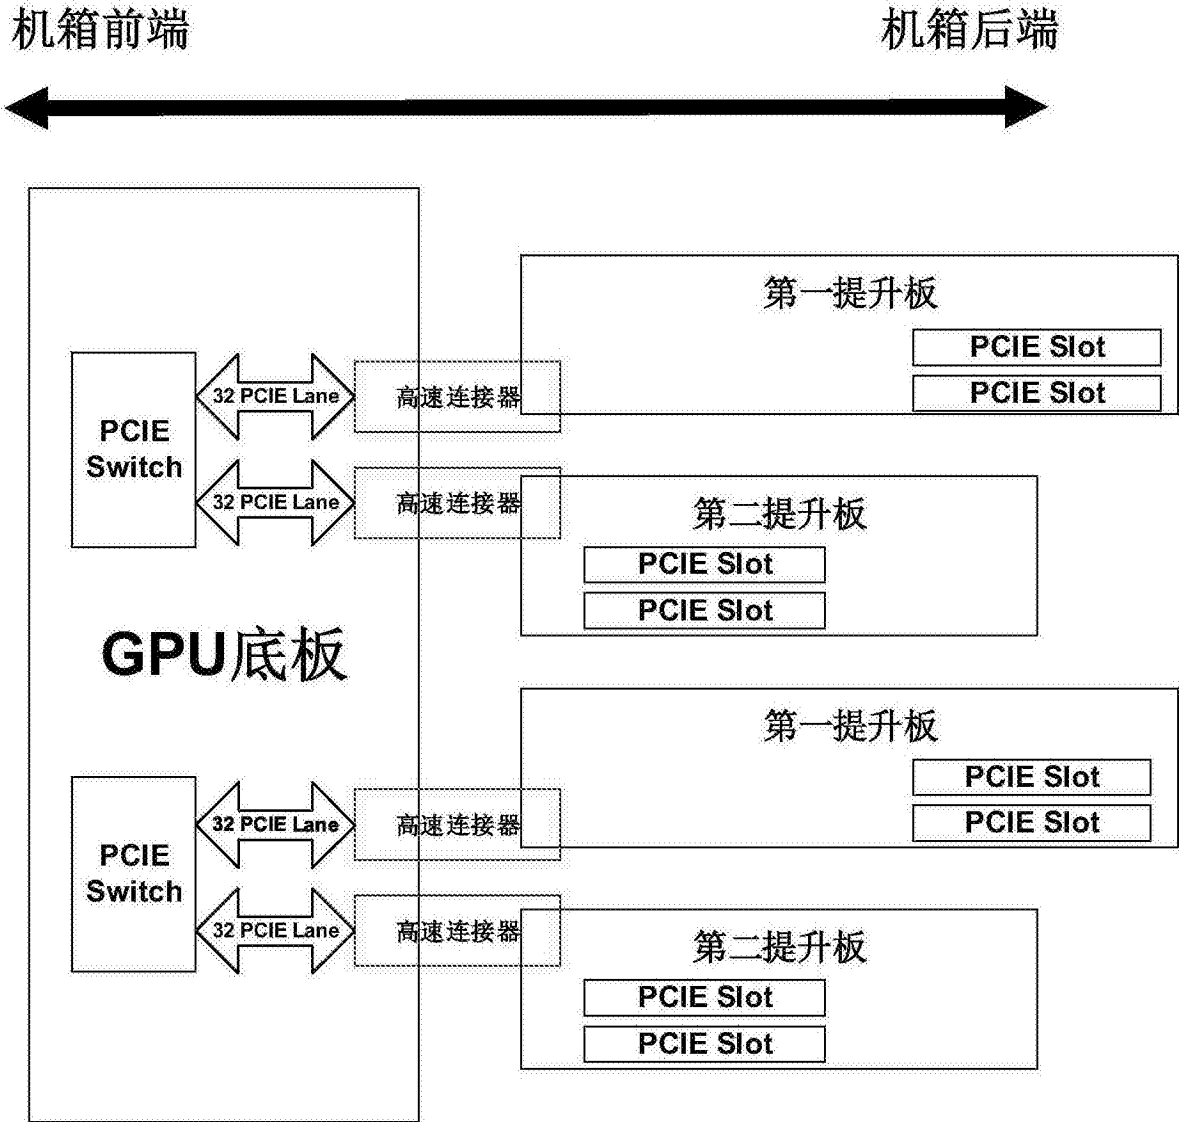 机箱前端
机箱后端
第一提升板
PCIE Slot
PCIE Slot
32 PCIE Lane
高速连接器
PCIE
Switch
32 PCIE Lane
高速连接器
第二提升板
PCIE Slot
PCIE Slot
GPU底板
第一提升板
PCIE Slot
PCIE Slot
32 PCIE Lane
高速连接器
PCIE
Switch
32 PCIE Lane
高速连接器
第二提升板
PCIE Slot
PCIE Slot